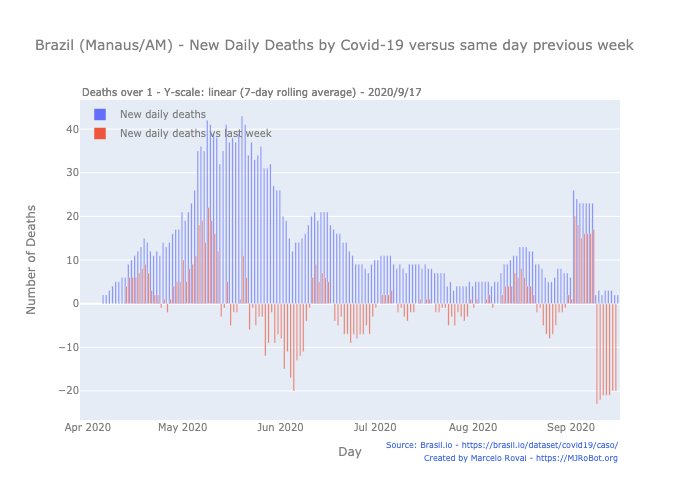 Brazil (Manaus/AM) - New Daily Deaths by Covid-19 versus same day previous week
Deaths over 1 - Y-scale: linear (7-day rolling average) - 2020/9/17
New daily deaths
New daily deaths vs last week
40
30
20
10
0
−10
−20
Number of Deaths
Apr 2020
May 2020
Jun 2020
Jul 2020
Aug 2020
Sep 2020
Day
Source: Brasil.io - https://brasil.io/dataset/covid19/caso/
Created by Marcelo Rovai - https://MJRoBot.org